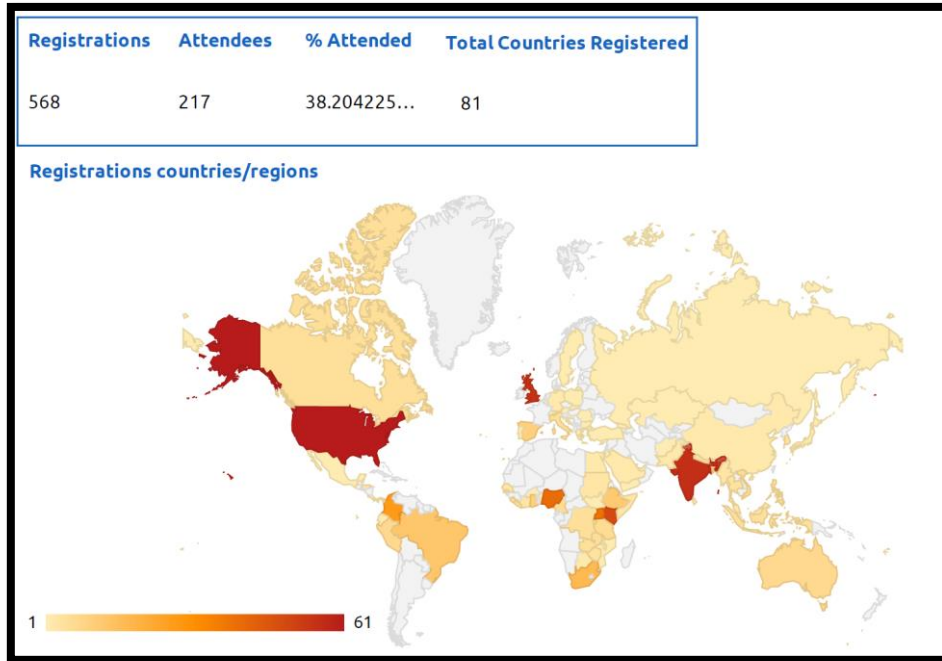 Registrations Attendees % Attended Total Countries Registered
568 217 38.204225... 81
Registrations countries/regions
1 61